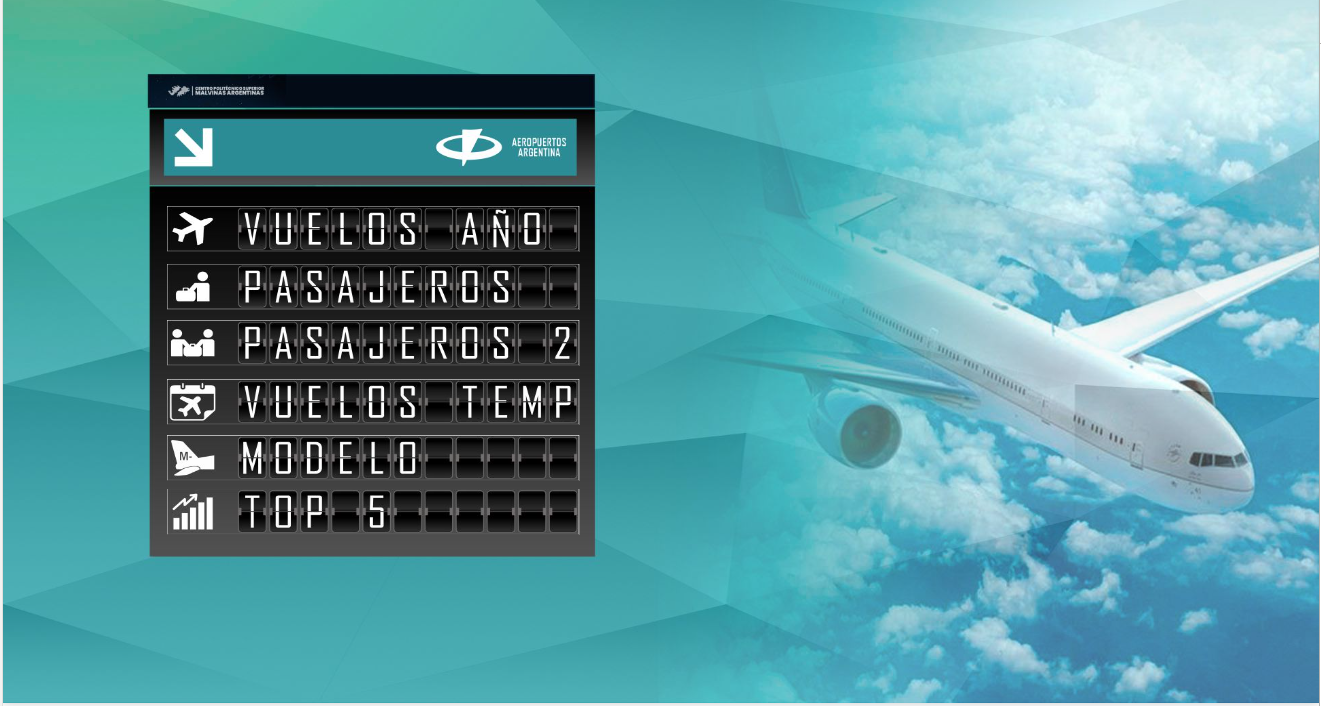 CENTRO POLITÉCNICO SUPERIOR
MALVINAS ARGENTINAS
AEROPUERTOS
ARGENTINA
VUELOS AÑO
PASAJEROS
PASAJEROS 2
VUELOS TEMP
M-
MODELO
TOP 5